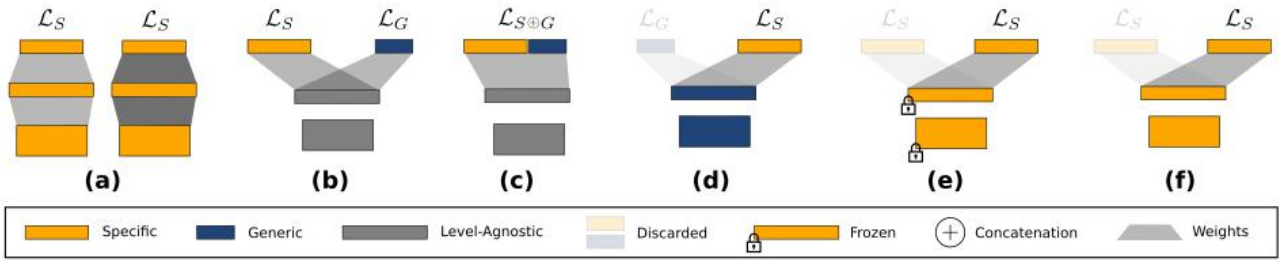 ℒ_S ℒ_S ℒ_S ℒ_G ℒ_{S⊕G} ℒ_G ℒ_S ℒ_S ℒ_S ℒ_S ℒ_S
(a) (b) (c) (d) (e) (f)
Specific Generic Level-Agnostic Discarded Frozen Concatenation Weights